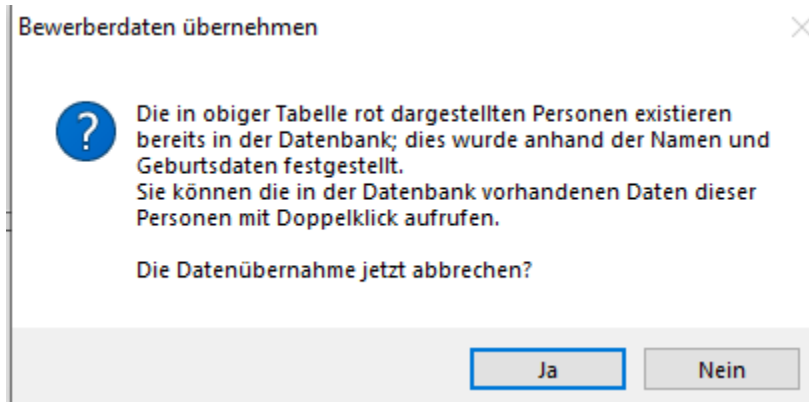 Bewerberdaten übernehmen
Die in obiger Tabelle rot dargestellten Personen existieren
bereits in der Datenbank; dies wurde anhand der Namen und
Geburtsdaten festgestellt.
Sie können die in der Datenbank vorhandenen Daten dieser
Personen mit Doppelklick aufrufen.
Die Datenübernahme jetzt abbrechen?
Ja
Nein